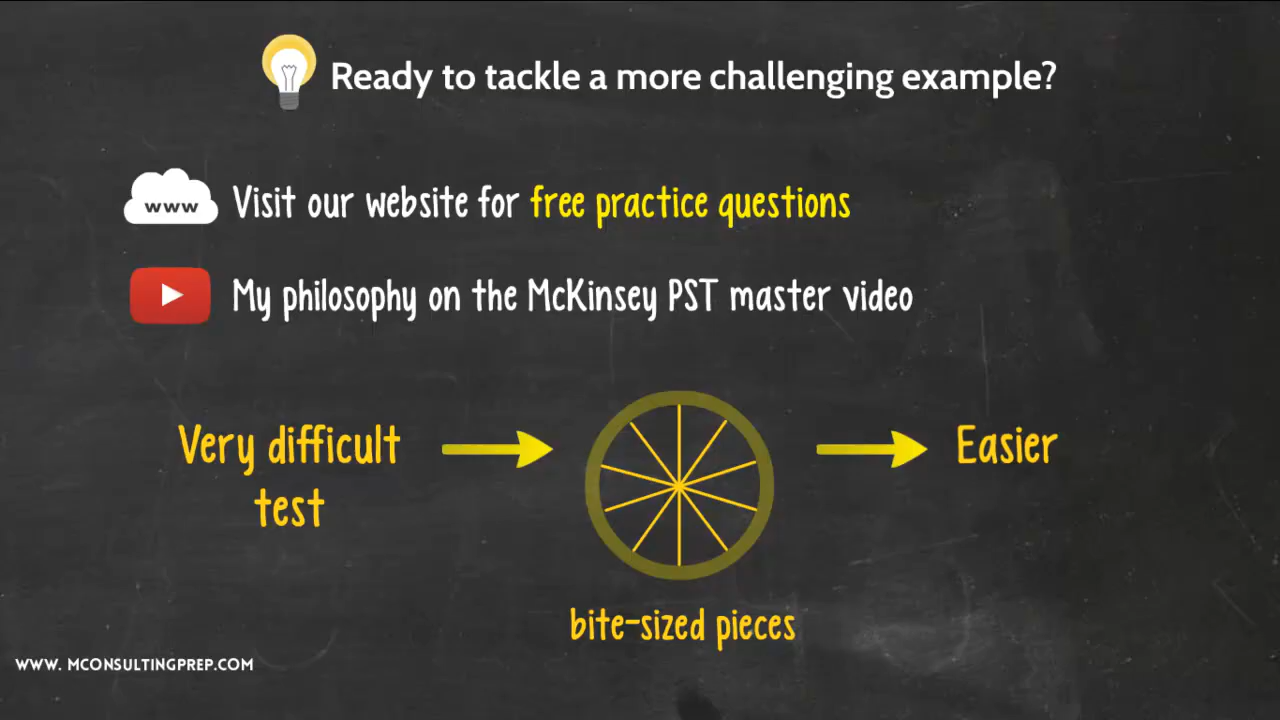 Ready to tackle a more challenging example?
www
Visit our website for free practice questions
My philosophy on the McKinsey PST master video
Very difficult
test
Easier
bite-sized pieces
WWW. MCONSULTINGPREP.COM